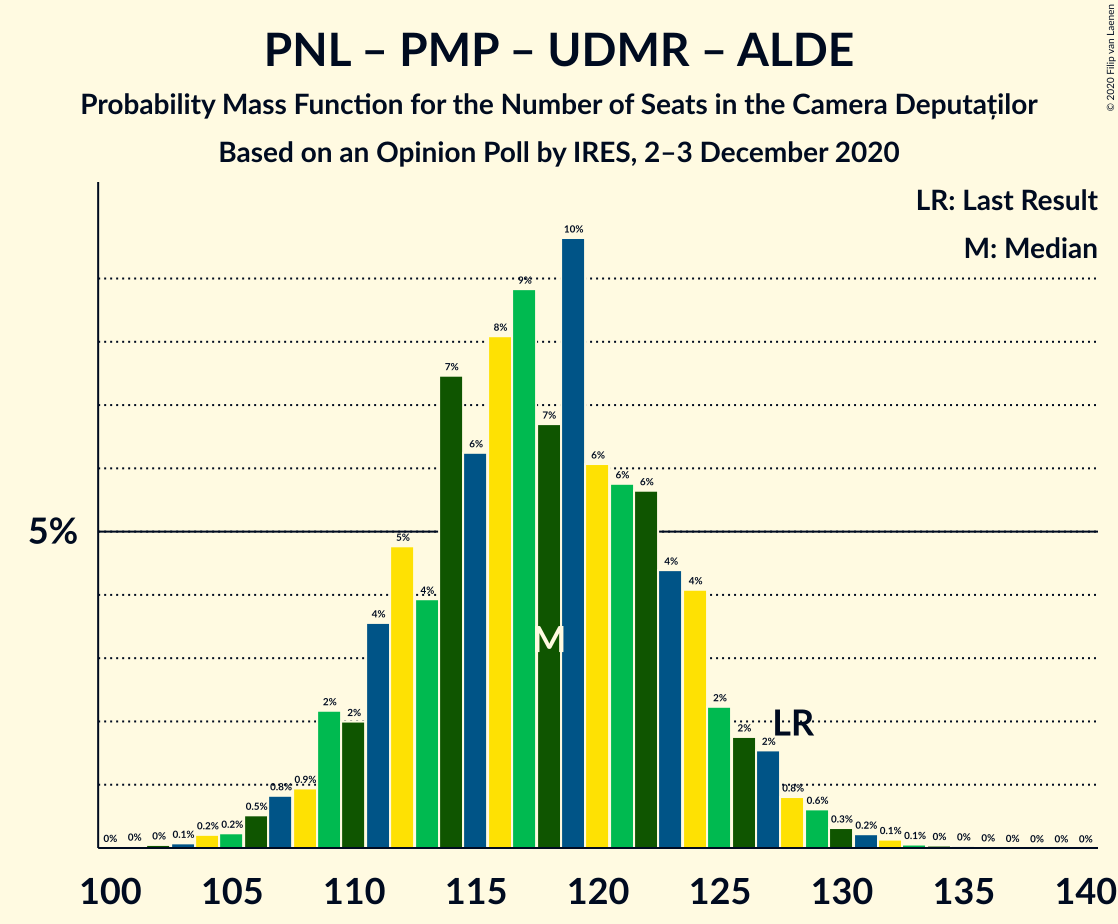 PNL – PMP – UDMR – ALDE
Probability Mass Function for the Number of Seats in the Camera Deputaților
Based on an Opinion Poll by IRES, 2–3 December 2020
© 2020 Filip van Laenen
LR: Last Result
M: Median
5%
0% 0% 0% 0.1% 0.2% 0.2% 0.5% 0.8% 0.9% 2% 2% 4% 5% 4% 7% 6% 8% 9% 7% 10% 6% 6% 6% 4% 4% 2% 2% 2% 0.8% 0.6% 0.3% 0.2% 0.1% 0.1% 0% 0% 0% 0% 0% 0% 0%
M
LR
100 105 110 115 120 125 130 135 140